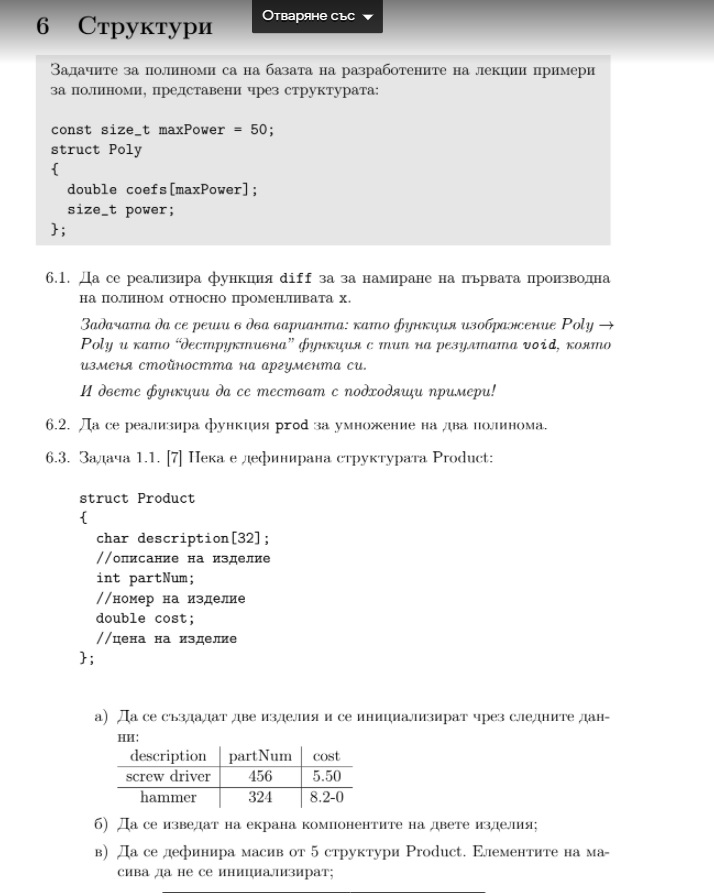 Отваряне със
6 Структури
Задачите за полиноми са на базата на разработените на лекции примери
за полиноми, представени чрез структурата:
const size_t maxPower = 50;
struct Poly
{
double coefs[maxPower];
size_t power;
};
6.1. Да се реализира функция diff за за намиране на първата производна
на полином относно променливата x.
Задачата да се реши в два варианта: като функция изображение Poly →
Poly и като “деструктивна” функция с тип на резултата void, която
изменя стойността на аргумента си.
И двете функции да се тестват с подходящи примери!
6.2. Да се реализира функция prod за умножение на два полинома.
6.3. Задача 1.1. [7] Нека е дефинирана структурата Product:
struct Product
{
char description[32];
//описание на изделие
int partNum;
//номер на изделие
double cost;
//цена на изделие
};
а) Да се създадат две изделия и се инициализират чрез следните дан-
ни:
description partNum cost
screw driver 456 5.50
hammer 324 8.2-0
б) Да се изведат на екрана компонентите на двете изделия;
в) Да се дефинира масив от 5 структури Product. Елементите на ма-
сива да не се инициализират;